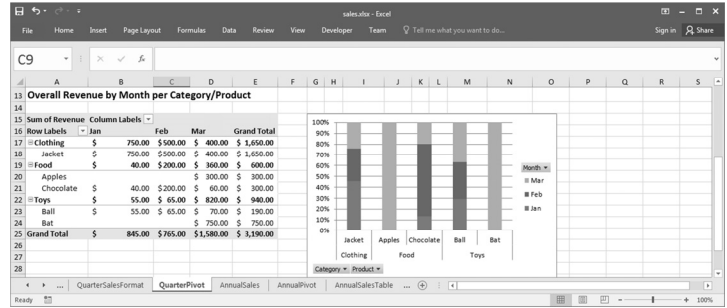 sales.xlsx - Excel
File Home Insert Page Layout Formulas Data Review View Developer Team Tell me what you want to do... Sign in Share
C9 fx
A B C D E F G H I J K L M N O P Q R S
13 Overall Revenue by Month per Category/Product
14
15 Sum of Revenue Column Labels
16 Row Labels Jan Feb Mar Grand Total
17 Clothing $ 750.00 $500.00 $ 400.00 $ 1,650.00
18 Jacket $ 750.00 $500.00 $ 400.00 $ 1,650.00
19 Food $ 40.00 $200.00 $ 360.00 $ 600.00
20 Apples $ 300.00 $ 300.00
21 Chocolate $ 40.00 $200.00 $ 60.00 $ 300.00
22 Toys $ 55.00 $ 65.00 $ 820.00 $ 940.00
23 Ball $ 55.00 $ 65.00 $ 70.00 $ 190.00
24 Bat $ 750.00 $ 750.00
25 Grand Total $ 845.00 $765.00 $1,580.00 $ 3,190.00
26
27
28
100%
90%
80%
70%
60%
50%
40%
30%
20%
10%
0%
Jacket Apples Chocolate Ball Bat
Clothing Food Toys
Month
Mar
Feb
Jan
Category Product
... QuarterSalesFormat QuarterPivot AnnualSales AnnualPivot AnnualSalesTable ...
Ready 100%